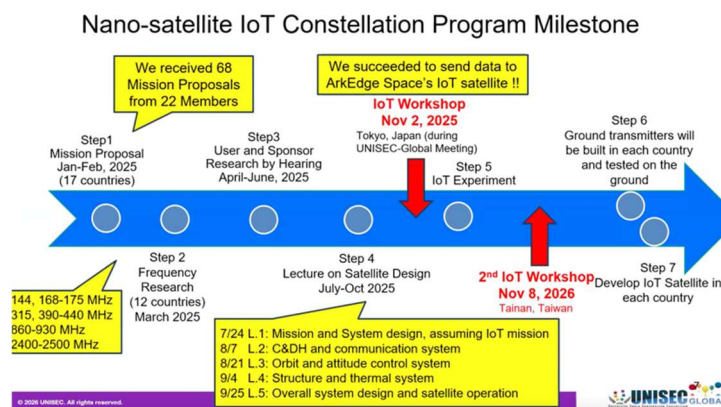 Nano-satellite IoT Constellation Program Milestone
We received 68
Mission Proposals
from 22 Members
We succeeded to send data to
ArkEdge Space's IoT satellite !!
IoT Workshop
Nov 2, 2025
Tokyo, Japan (during
UNISEC-Global Meeting)
Step1
Mission Proposal
Jan-Feb, 2025
(17 countries)
Step3
User and Sponsor
Research by Hearing
April-June, 2025
Step 5
IoT Experiment
Step 6
Ground transmitters will
be built in each country
and tested on the
ground
Step 2
Frequency
Research
(12 countries)
March 2025
Step 4
Lecture on Satellite Design
July-Oct 2025
2nd IoT Workshop
Nov 8, 2026
Tainan, Taiwan
Step 7
Develop IoT Satellite in
each country
144, 168-175 MHz
315, 390-440 MHz
860-930 MHz
2400-2500 MHz
7/24 L.1: Mission and System design, assuming IoT mission
8/7 L.2: C&DH and communication system
8/21 L.3: Orbit and attitude control system
9/4 L.4: Structure and thermal system
9/25 L.5: Overall system design and satellite operation
© 2026 UNISEC. All rights reserved.
UNISEC GLOBAL